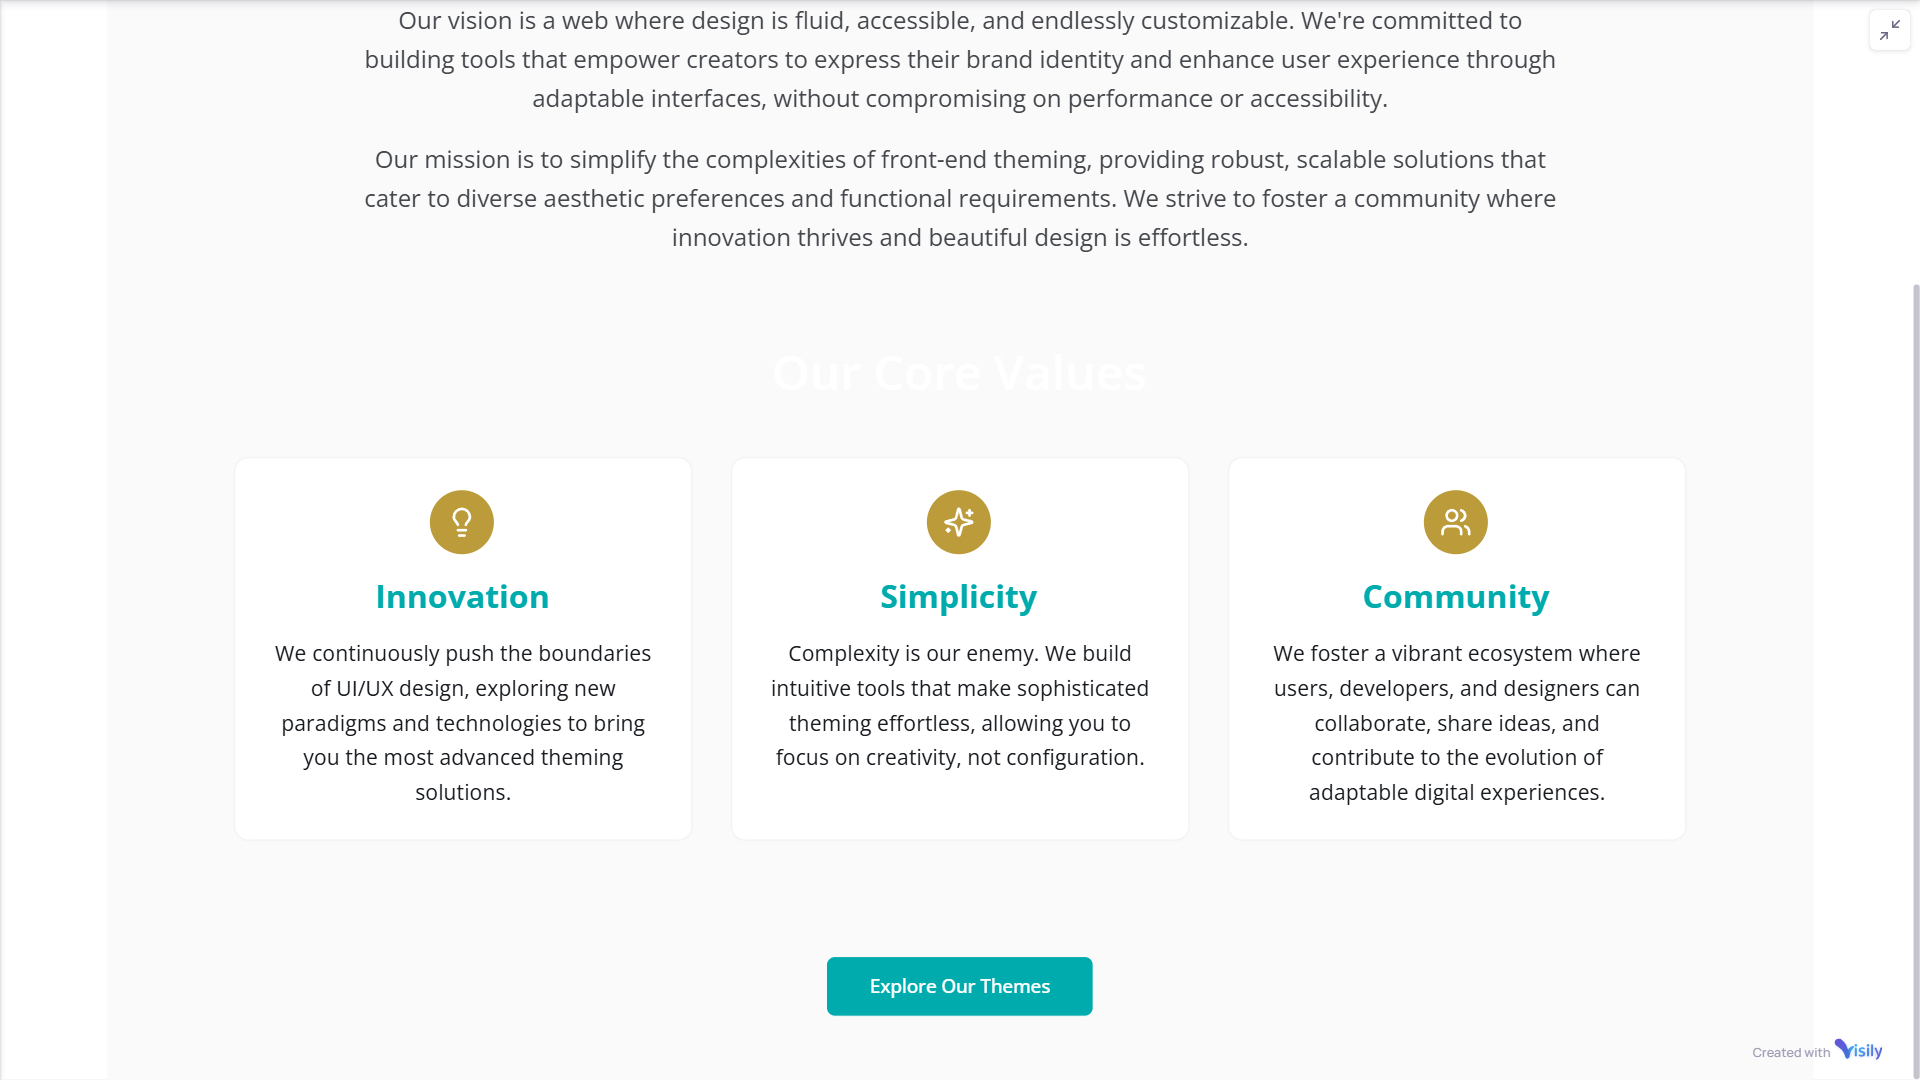 Our vision is a web where design is fluid, accessible, and endlessly customizable. We're committed to
building tools that empower creators to express their brand identity and enhance user experience through
adaptable interfaces, without compromising on performance or accessibility.
Our mission is to simplify the complexities of front-end theming, providing robust, scalable solutions that
cater to diverse aesthetic preferences and functional requirements. We strive to foster a community where
innovation thrives and beautiful design is effortless.
Our Core Values
Innovation
We continuously push the boundaries
of UI/UX design, exploring new
paradigms and technologies to bring
you the most advanced theming
solutions.
Simplicity
Complexity is our enemy. We build
intuitive tools that make sophisticated
theming effortless, allowing you to
focus on creativity, not configuration.
Community
We foster a vibrant ecosystem where
users, developers, and designers can
collaborate, share ideas, and
contribute to the evolution of
adaptable digital experiences.
Explore Our Themes
Created with Visily